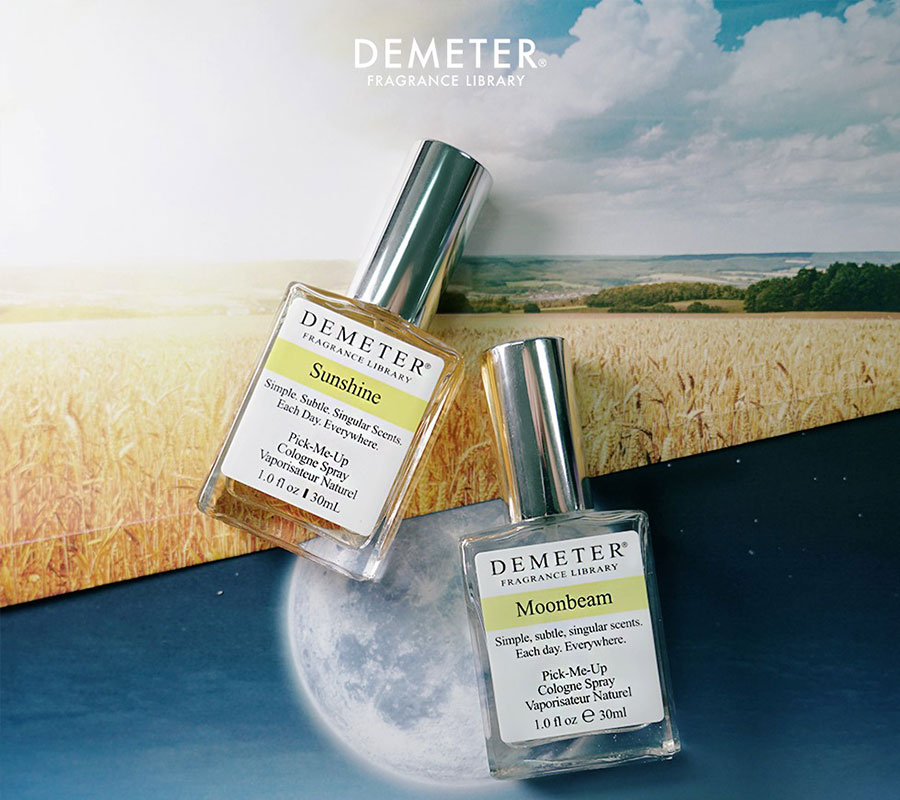 DEMETER®
FRAGRANCE LIBRARY
DEMETER®
FRAGRANCE LIBRARY
Sunshine
Simple. Subtle. Singular Scents.
Each Day. Everywhere.
Pick-Me-Up
Cologne Spray
Vaporisateur Naturel
1.0 fl oz | 30mL
DEMETER®
FRAGRANCE LIBRARY
Moonbeam
Simple, subtle, singular scents.
Each day. Everywhere.
Pick-Me-Up
Cologne Spray
Vaporisateur Naturel
1.0 fl oz ℮ 30ml